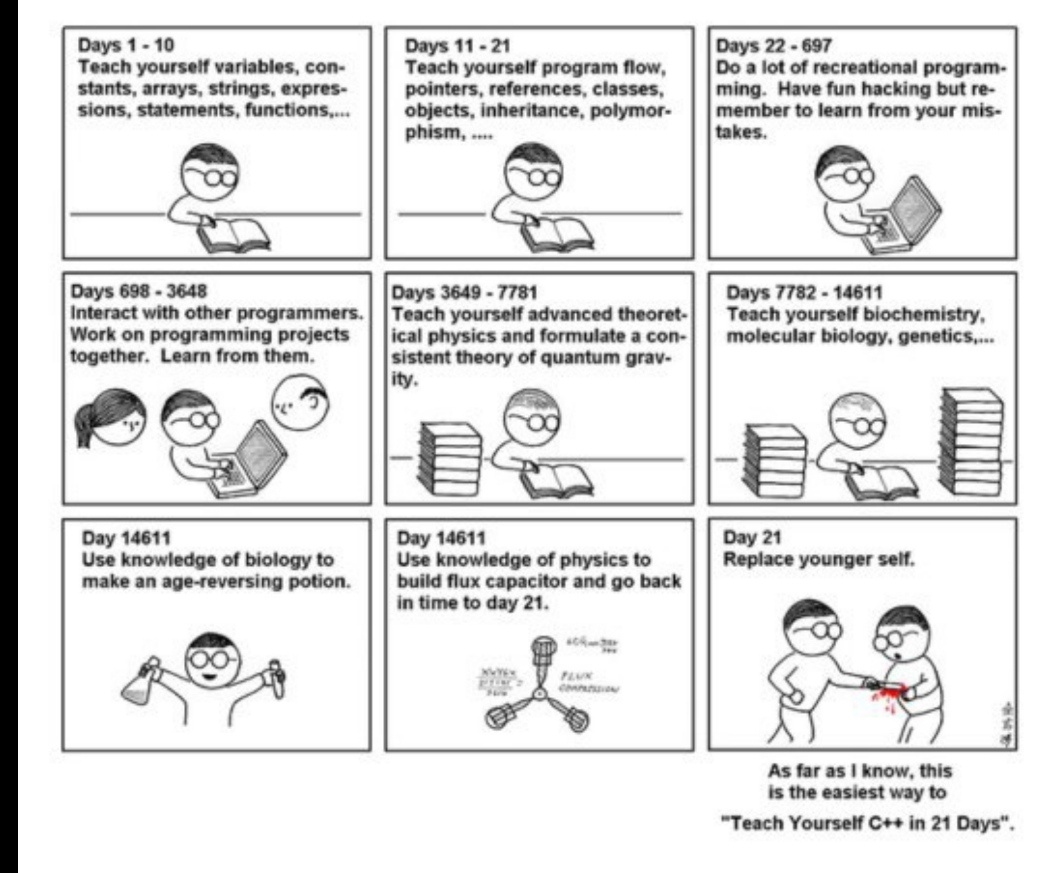 Days 1 - 10
Teach yourself variables, con-
stants, arrays, strings, expres-
sions, statements, functions,...
Days 11 - 21
Teach yourself program flow,
pointers, references, classes,
objects, inheritance, polymor-
phism, ....
Days 22 - 697
Do a lot of recreational program-
ming. Have fun hacking but re-
member to learn from your mis-
takes.
Days 698 - 3648
Interact with other programmers.
Work on programming projects
together. Learn from them.
Days 3649 - 7781
Teach yourself advanced theoret-
ical physics and formulate a con-
sistent theory of quantum grav-
ity.
Days 7782 - 14611
Teach yourself biochemistry,
molecular biology, genetics,...
Day 14611
Use knowledge of biology to
make an age-reversing potion.
Day 14611
Use knowledge of physics to
build flux capacitor and go back
in time to day 21.
FLUX
Day 21
Replace younger self.
As far as I know, this
is the easiest way to
"Teach Yourself C++ in 21 Days".